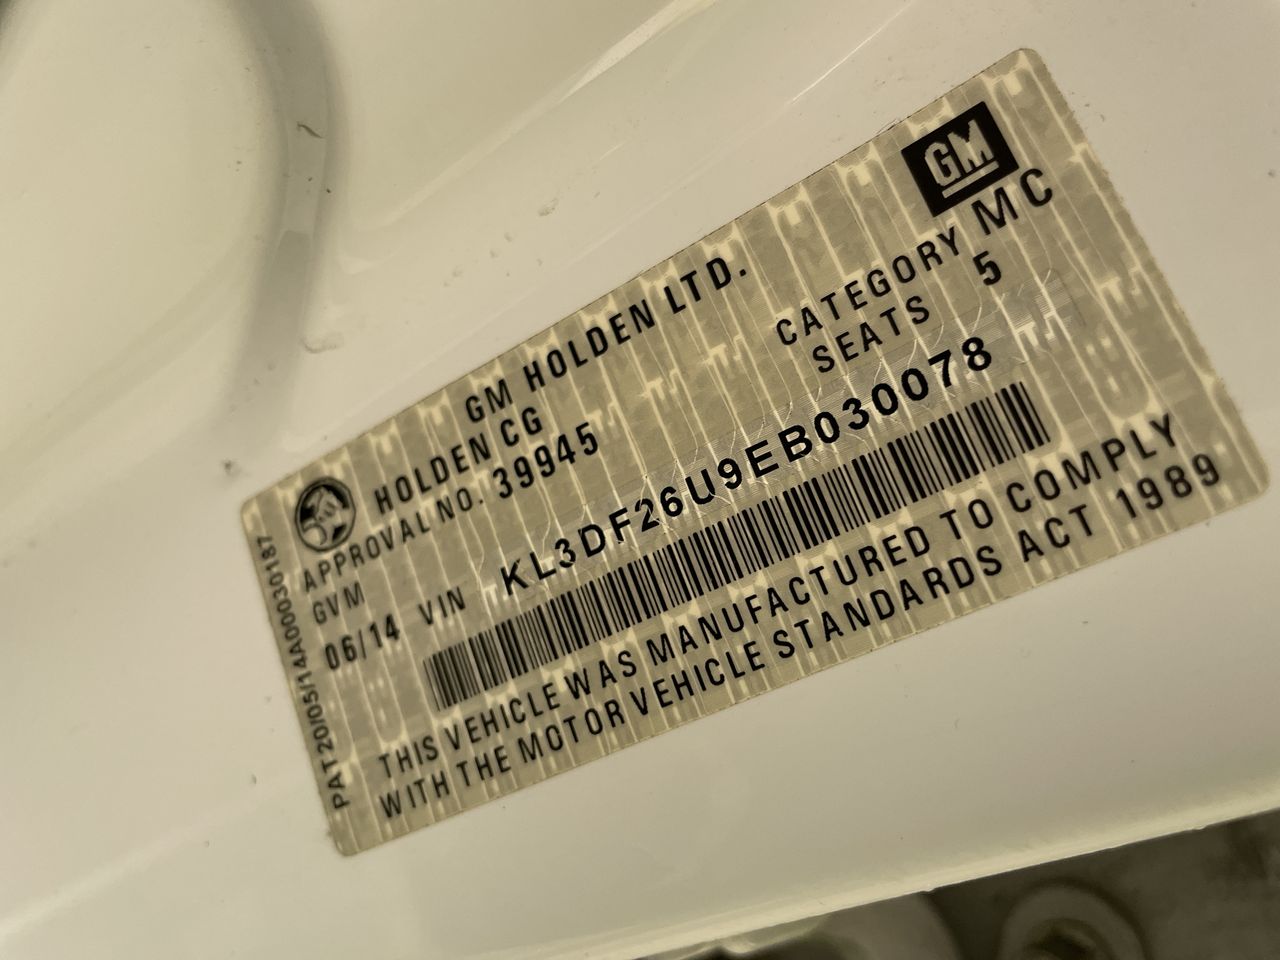 GM
GM HOLDEN LTD.
HOLDEN CG
CATEGORY MC
APPROVAL NO. 39945
SEATS 5
GVM
06/14 VIN KL3DF26U9EB030078
THIS VEHICLE WAS MANUFACTURED TO COMPLY
WITH THE MOTOR VEHICLE STANDARDS ACT 1989
PAT20/05/14A00030187